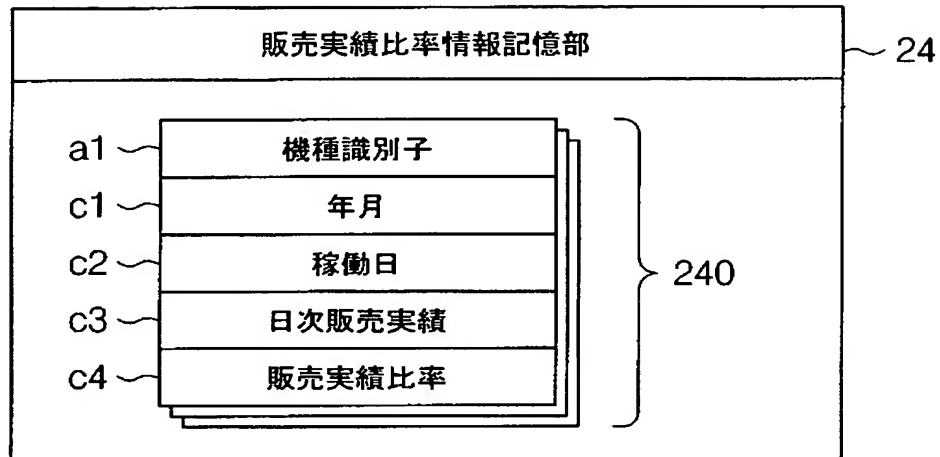 販売実績比率情報記憶部
24
a1 機種識別子
c1 年月
c2 稼働日
240
c3 日次販売実績
c4 販売実績比率